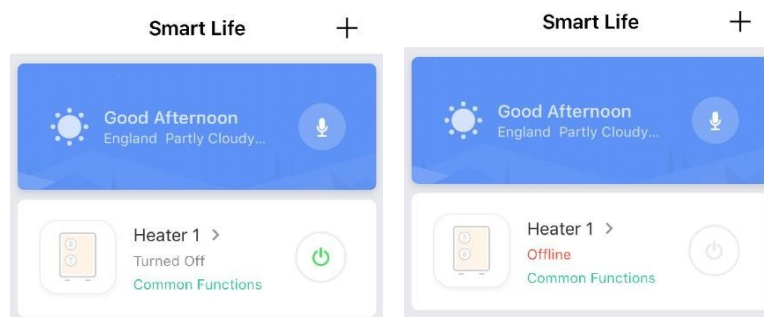 Smart Life +
Good Afternoon
England Partly Cloudy...
Heater 1 >
Turned Off
Common Functions
Smart Life +
Good Afternoon
England Partly Cloudy...
Heater 1 >
Offline
Common Functions